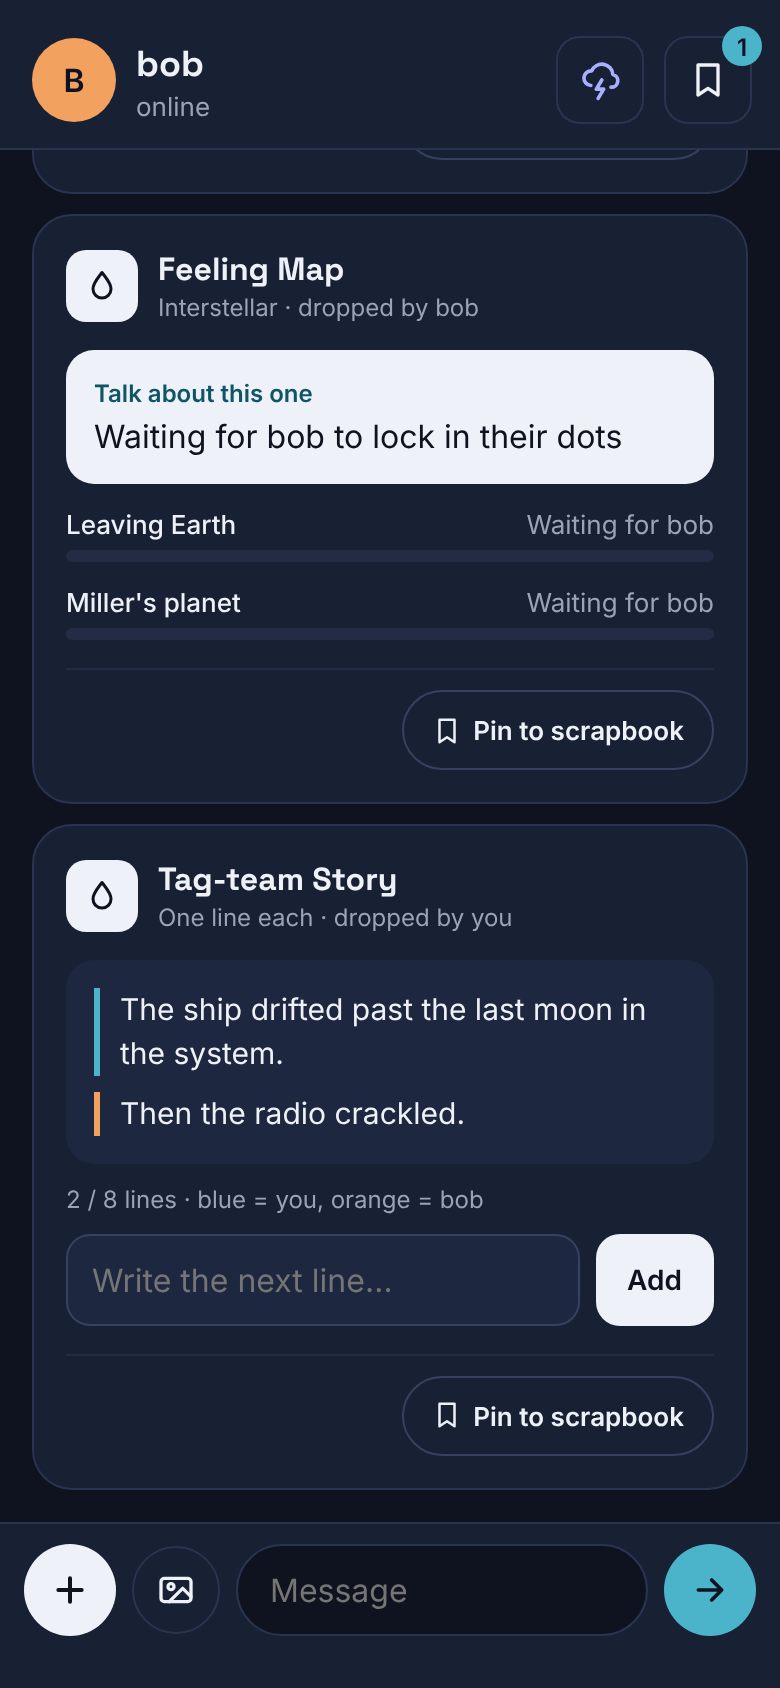 B
bob
online
1
Feeling Map
Interstellar · dropped by bob
Talk about this one
Waiting for bob to lock in their dots
Leaving Earth
Waiting for bob
Miller's planet
Waiting for bob
Pin to scrapbook
Tag-team Story
One line each · dropped by you
The ship drifted past the last moon in
the system.
Then the radio crackled.
2 / 8 lines · blue = you, orange = bob
Write the next line...
Add
Pin to scrapbook
Message